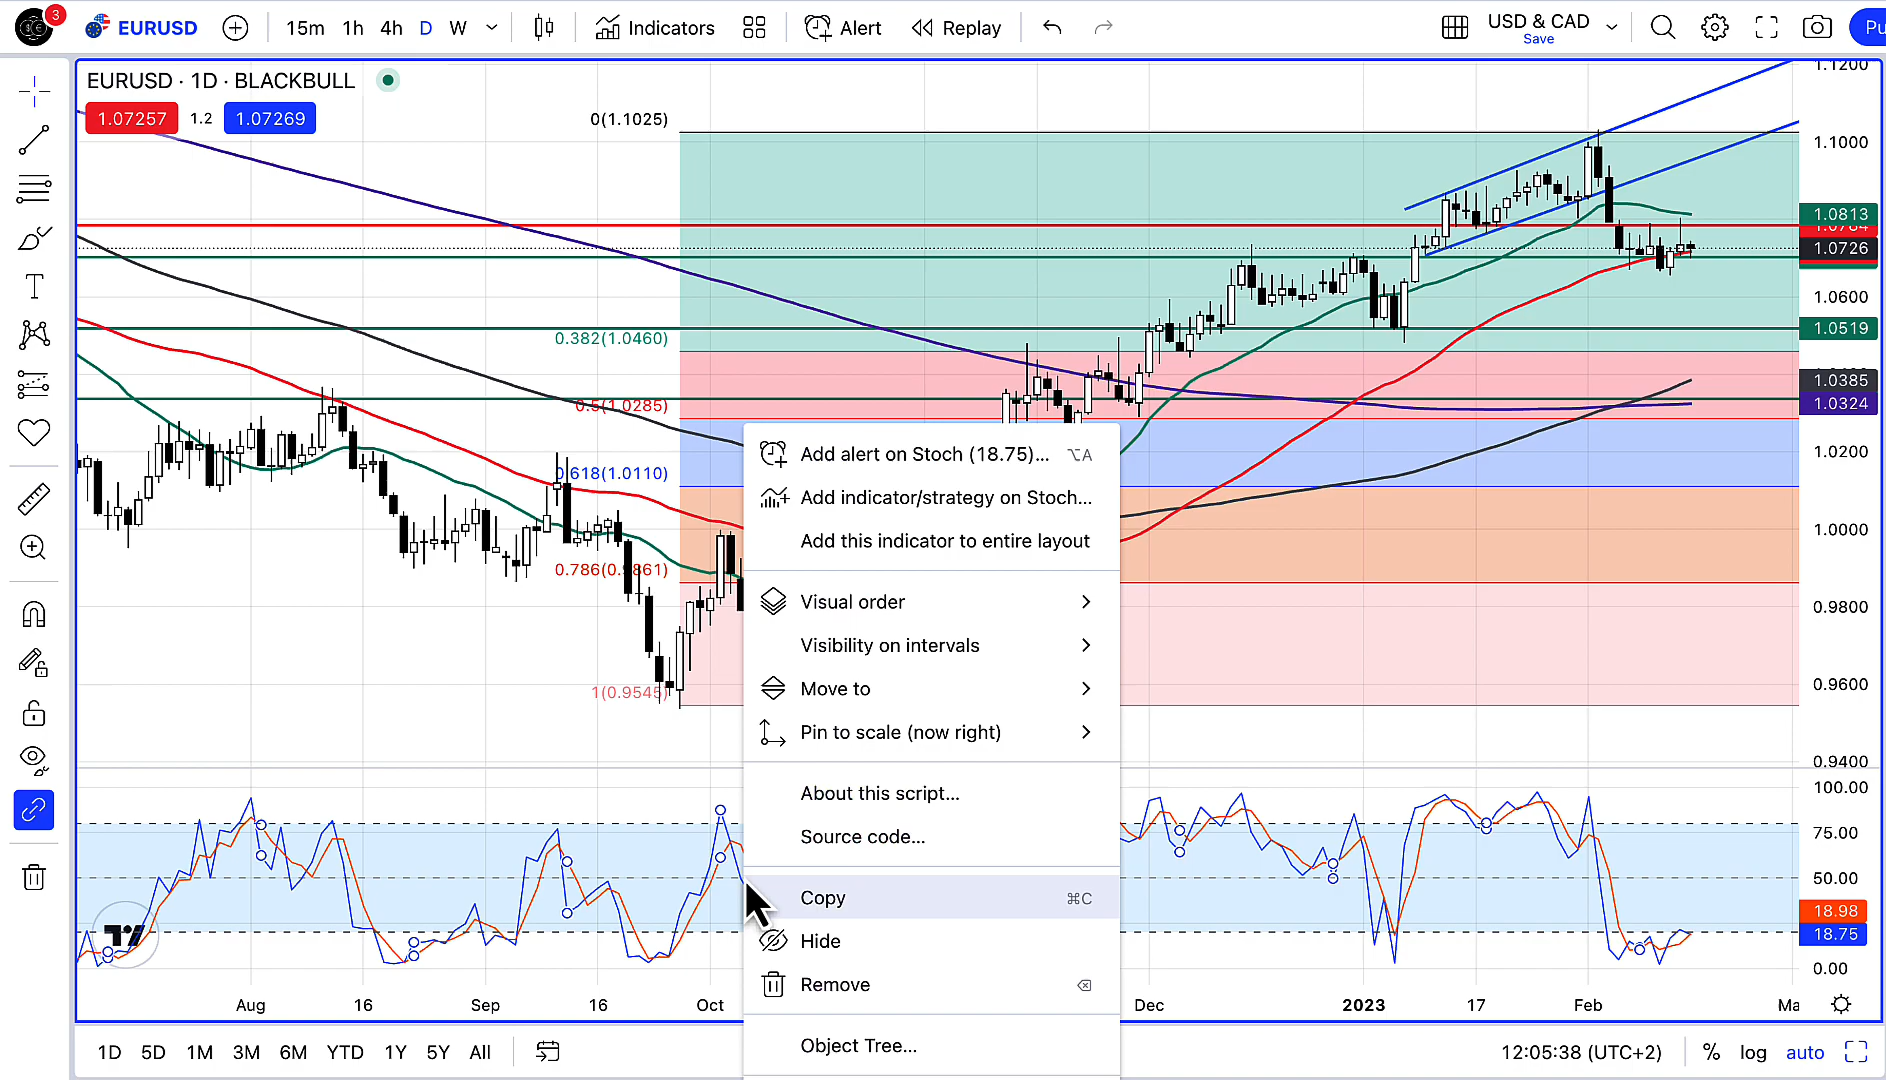 3
EURUSD
15m 1h 4h D W
Indicators
Alert
Replay
USD & CAD
Save
Pu
EURUSD · 1D · BLACKBULL
1.07257 1.2 1.07269
0(1.1025)
0.382(1.0460)
0.5(1.0285)
0.618(1.0110)
0.786(0.9861)
1(0.9545)
1.1200
1.1000
1.0813
1.0784
1.0726
1.0600
1.0519
1.0385
1.0324
1.0200
1.0000
0.9800
0.9600
0.9400
Add alert on Stoch (18.75)... ⌥A
Add indicator/strategy on Stoch...
Add this indicator to entire layout
Visual order
Visibility on intervals
Move to
Pin to scale (now right)
About this script...
Source code...
Copy ⌘C
Hide
Remove
Object Tree...
100.00
75.00
50.00
18.98
18.75
0.00
Aug 16 Sep 16 Oct Dec 2023 17 Feb Ma
1D 5D 1M 3M 6M YTD 1Y 5Y All
12:05:38 (UTC+2) % log auto